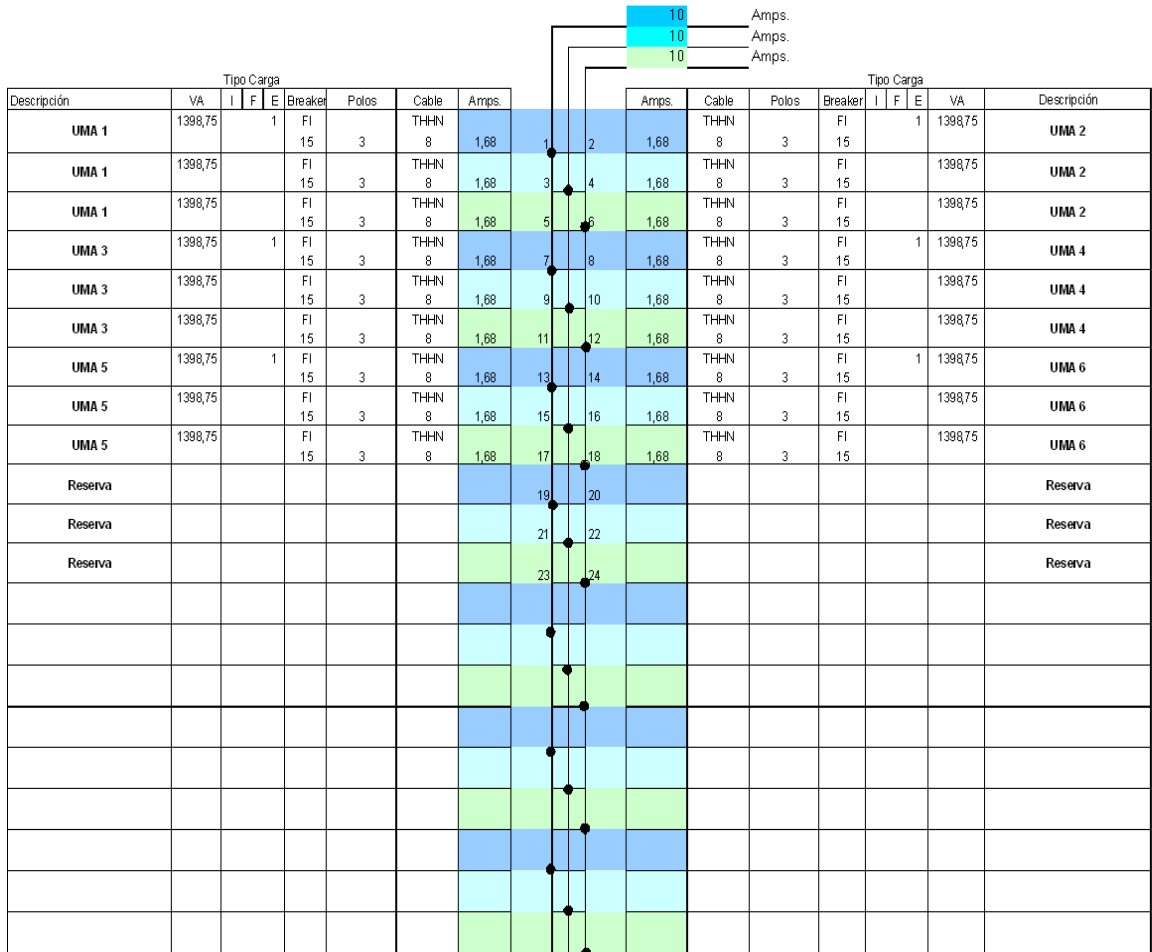 10 Amps.
10 Amps.
10 Amps.
Tipo Carga Tipo Carga
Descripción VA I F E Breaker Polos Cable Amps. Amps. Cable Polos Breaker I F E VA Descripción
UMA 1 1398,75 1 FI 15 3 THHN 8 1,68 1 2 1,68 THHN 8 3 FI 15 1 1398,75 UMA 2
UMA 1 1398,75 FI 15 3 THHN 8 1,68 3 4 1,68 THHN 8 3 FI 15 1398,75 UMA 2
UMA 1 1398,75 FI 15 3 THHN 8 1,68 5 6 1,68 THHN 8 3 FI 15 1398,75 UMA 2
UMA 3 1398,75 1 FI 15 3 THHN 8 1,68 7 8 1,68 THHN 8 3 FI 15 1 1398,75 UMA 4
UMA 3 1398,75 FI 15 3 THHN 8 1,68 9 10 1,68 THHN 8 3 FI 15 1398,75 UMA 4
UMA 3 1398,75 FI 15 3 THHN 8 1,68 11 12 1,68 THHN 8 3 FI 15 1398,75 UMA 4
UMA 5 1398,75 1 FI 15 3 THHN 8 1,68 13 14 1,68 THHN 8 3 FI 15 1 1398,75 UMA 6
UMA 5 1398,75 FI 15 3 THHN 8 1,68 15 16 1,68 THHN 8 3 FI 15 1398,75 UMA 6
UMA 5 1398,75 FI 15 3 THHN 8 1,68 17 18 1,68 THHN 8 3 FI 15 1398,75 UMA 6
Reserva 19 20 Reserva
Reserva 21 22 Reserva
Reserva 23 24 Reserva